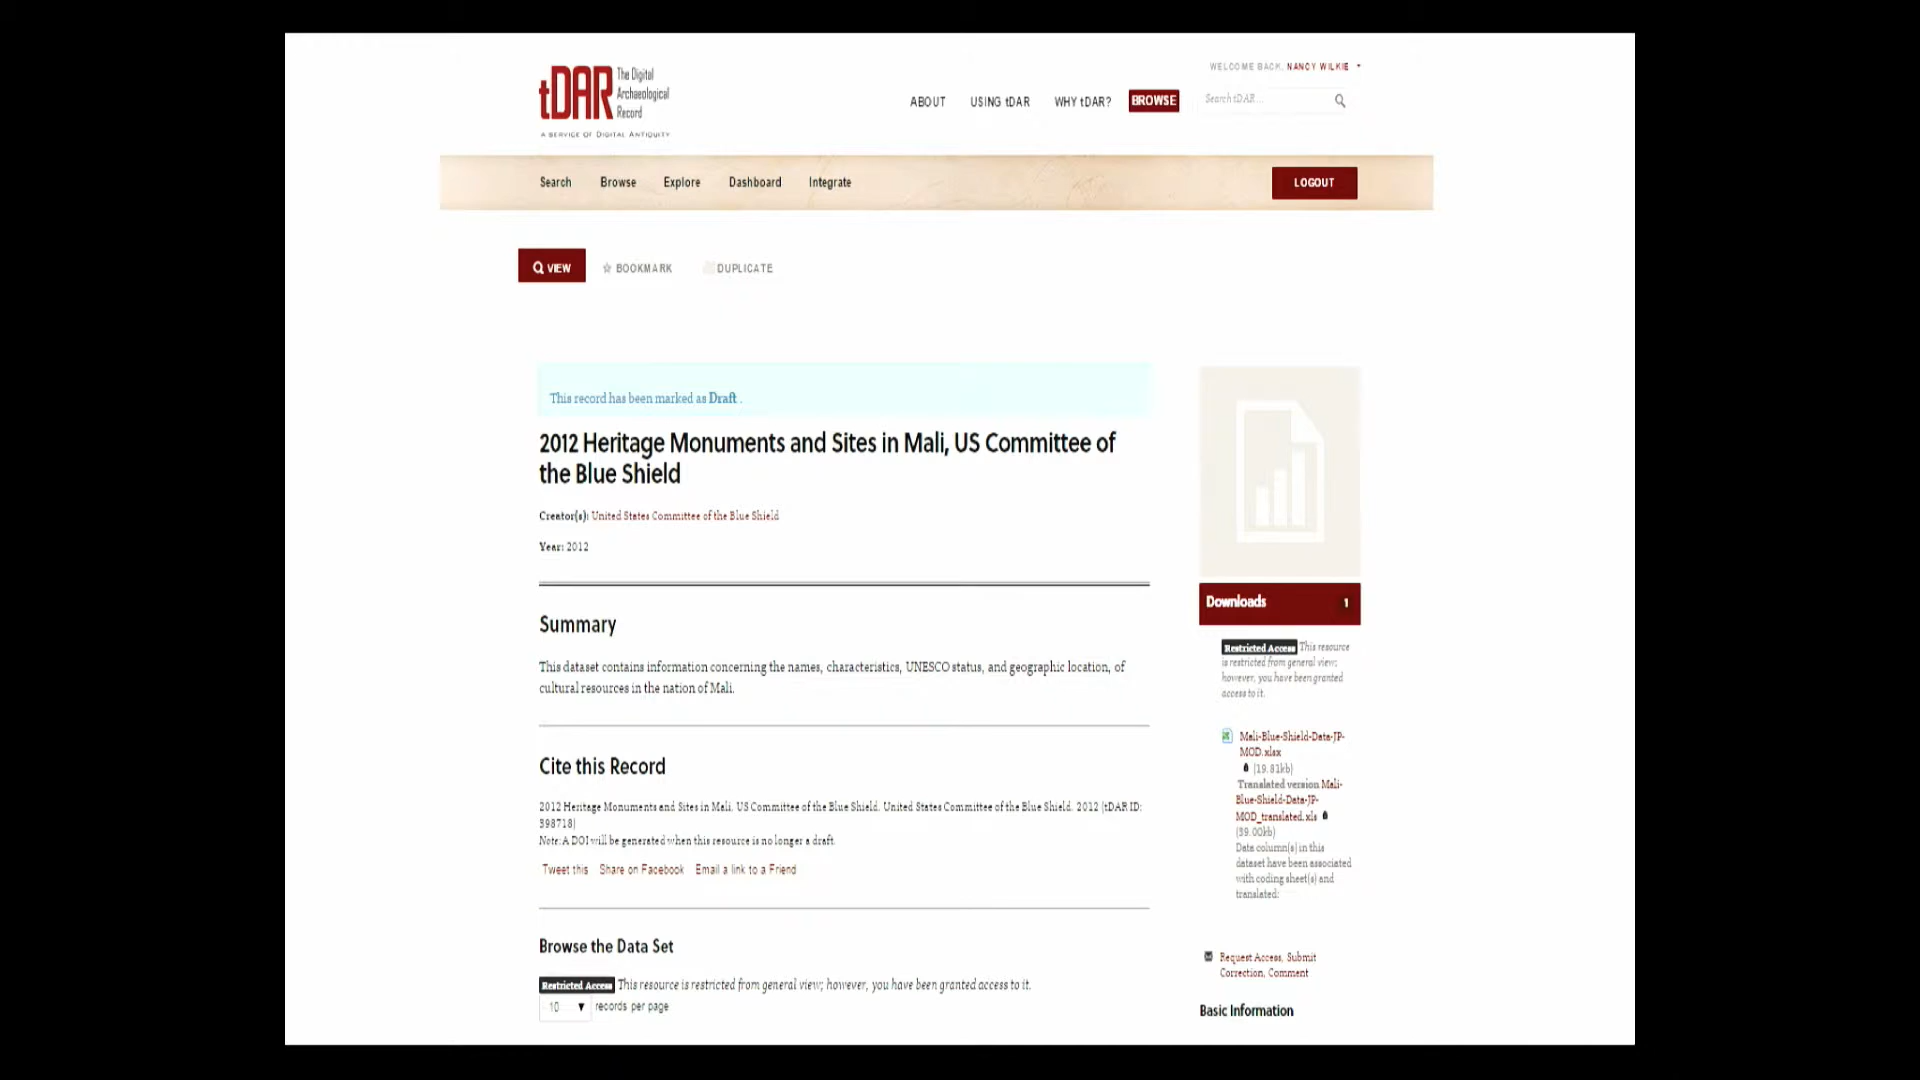 tDAR The Digital
Archaeological
Record
A SERVICE OF DIGITAL ANTIQUITY
WELCOME BACK, NANCY WILKIE
ABOUT USING tDAR WHY tDAR? BROWSE Search tDAR...
Search Browse Explore Dashboard Integrate LOGOUT
VIEW BOOKMARK DUPLICATE
This record has been marked as Draft .
2012 Heritage Monuments and Sites in Mali, US Committee of
the Blue Shield
Creator(s): United States Committee of the Blue Shield
Year: 2012
Summary
This dataset contains information concerning the names, characteristics, UNESCO status, and geographic location, of
cultural resources in the nation of Mali.
Cite this Record
2012 Heritage Monuments and Sites in Mali, US Committee of the Blue Shield. United States Committee of the Blue Shield. 2012 (tDAR ID:
398718)
Note: A DOI will be generated when this resource is no longer a draft.
Tweet this Share on Facebook Email a link to a Friend
Browse the Data Set
Restricted Access This resource is restricted from general view; however, you have been granted access to it.
10 records per page
Downloads 1
Restricted Access This resource
is restricted from general view;
however, you have been granted
access to it.
Mali-Blue-Shield-Data-JP-
MOD.xlsx
(19.81kb)
Translated version Mali-
Blue-Shield-Data-JP-
MOD_translated.xls
(39.00kb)
Data column(s) in this
dataset have been associated
with coding sheet(s) and
translated:
Request Access, Submit
Correction, Comment
Basic Information